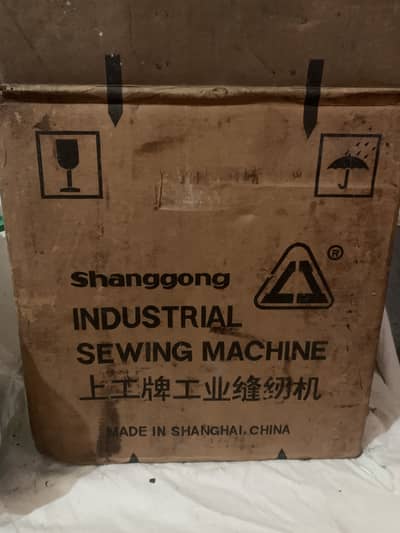 Shanggong ®
INDUSTRIAL
SEWING MACHINE
上工牌工业缝纫机
MADE IN SHANGHAI, CHINA